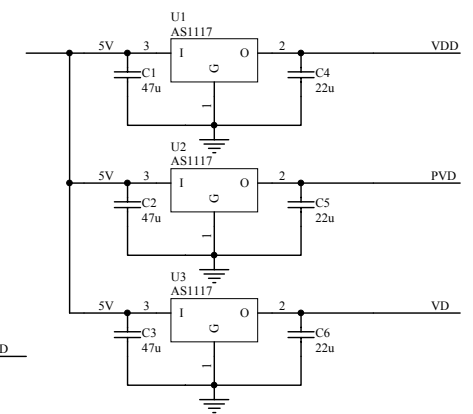 U1
AS1117
5V 3 I O 2 VDD
G
C1
47u
C4
22u
1
U2
AS1117
5V 3 I O 2 PVD
G
C2
47u
C5
22u
1
U3
AS1117
5V 3 I O 2 VD
G
C3
47u
C6
22u
1
D